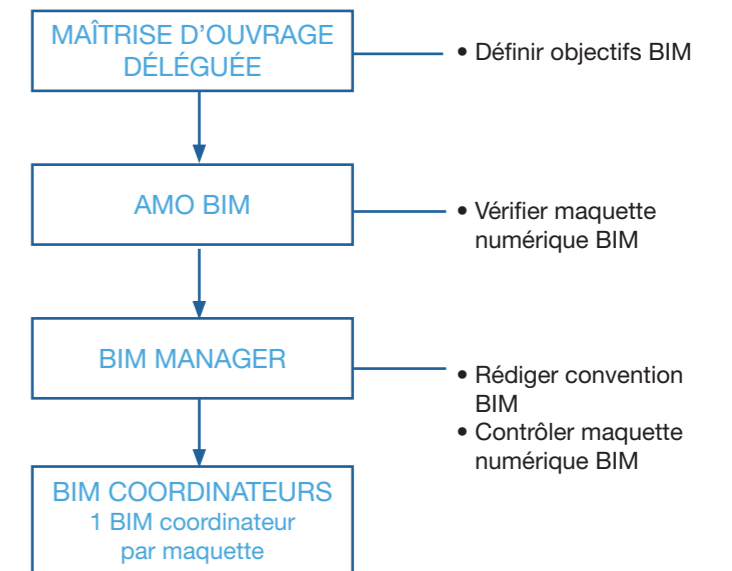 MAÎTRISE D'OUVRAGE
DÉLÉGUÉE
• Définir objectifs BIM
AMO BIM
• Vérifier maquette
numérique BIM
BIM MANAGER
• Rédiger convention
BIM
• Contrôler maquette
numérique BIM
BIM COORDINATEURS
1 BIM coordinateur
par maquette